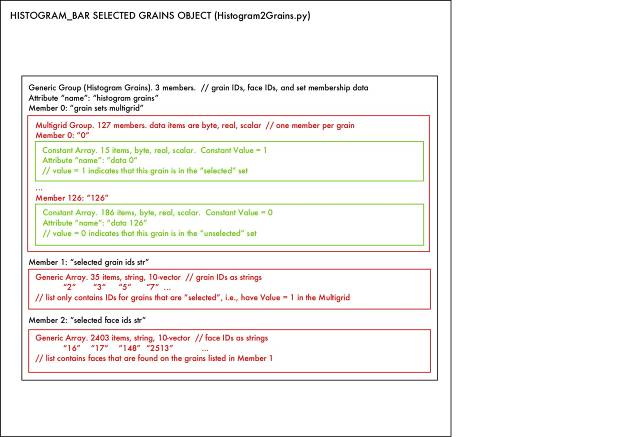 HISTOGRAM_BAR SELECTED GRAINS OBJECT (Histogram2Grains.py)
Generic Group (Histogram Grains). 3 members. // grain IDs, face IDs, and set membership data
Attribute "name": "histogram grains"
Member 0: "grain sets multigrid"
Multigrid Group. 127 members. data items are byte, real, scalar // one member per grain
Member 0: "0"
Constant Array. 15 items, byte, real, scalar. Constant Value = 1
Attribute "name": "data 0"
// value = 1 indicates that this grain is in the "selected" set
...
Member 126: "126"
Constant Array. 186 items, byte, real, scalar. Constant Value = 0
Attribute "name": "data 126"
// value = 0 indicates that this grain is in the "unselected" set
Member 1: "selected grain ids str"
Generic Array. 35 items, string, 10-vector // grain IDs as strings
"2" "3" "5" "7" ...
// list only contains IDs for grains that are "selected", i.e., have Value = 1 in the Multigrid
Member 2: "selected face ids str"
Generic Array. 2403 items, string, 10-vector // face IDs as strings
"16" "17" "148" "2513" ...
// list contains faces that are found on the grains listed in Member 1